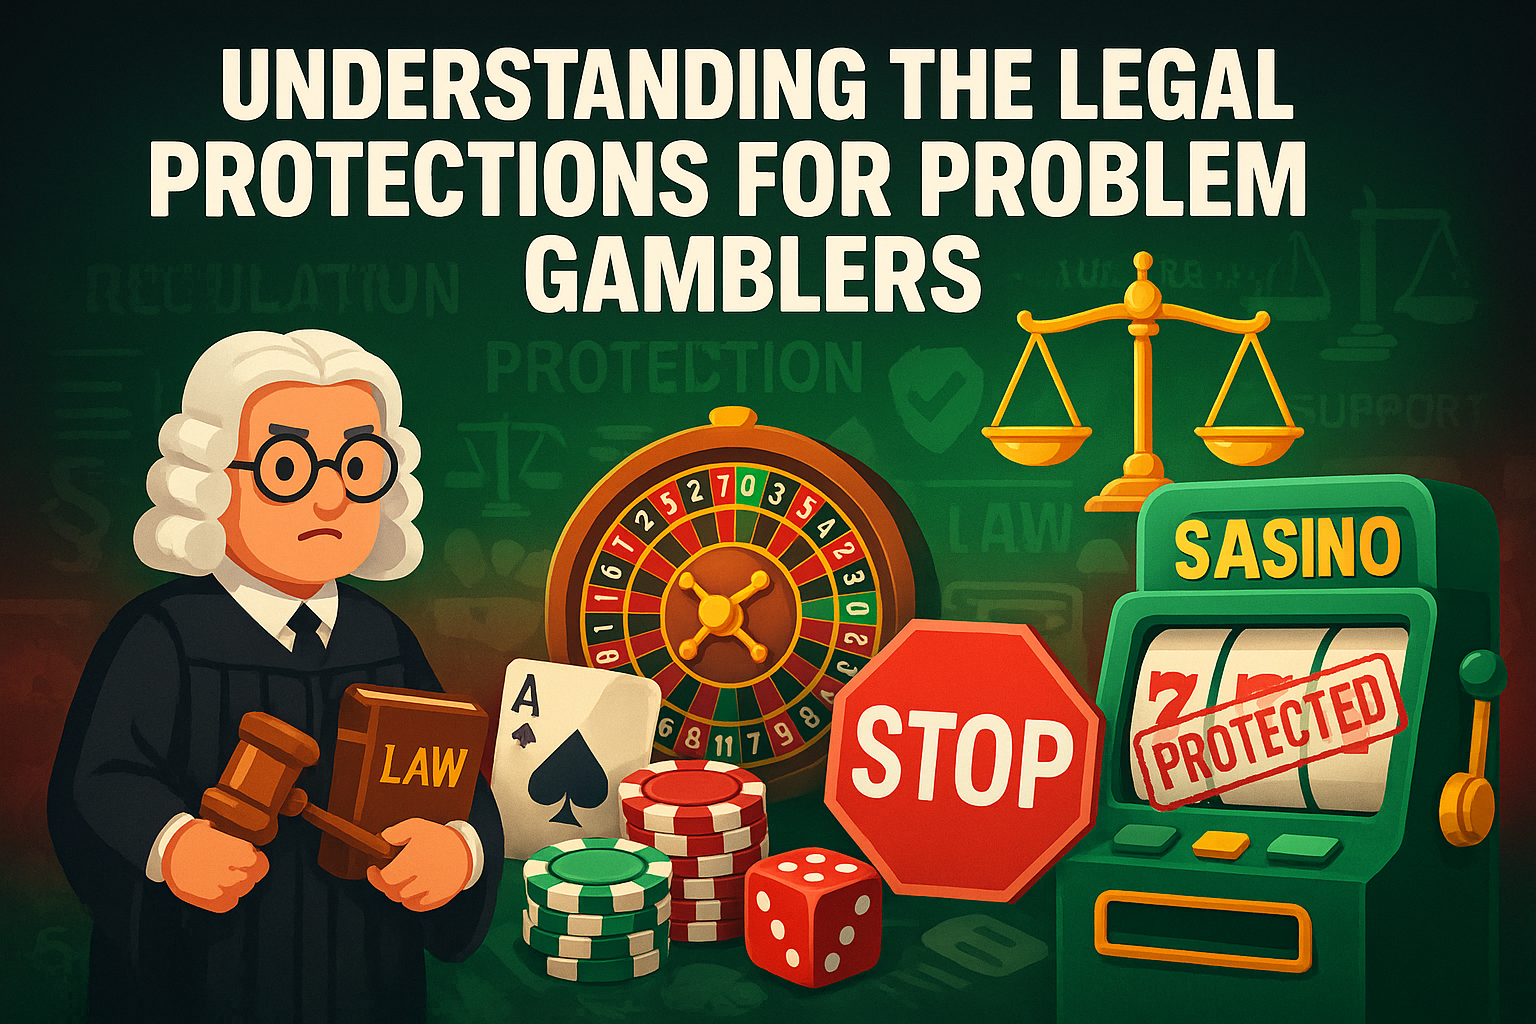 UNDERSTANDING THE LEGAL
PROTECTIONS FOR PROBLEM
GAMBLERS
PROTECTION
SUPPORT
LAW
SASINO
PROTECTED
STOP
LAW
A